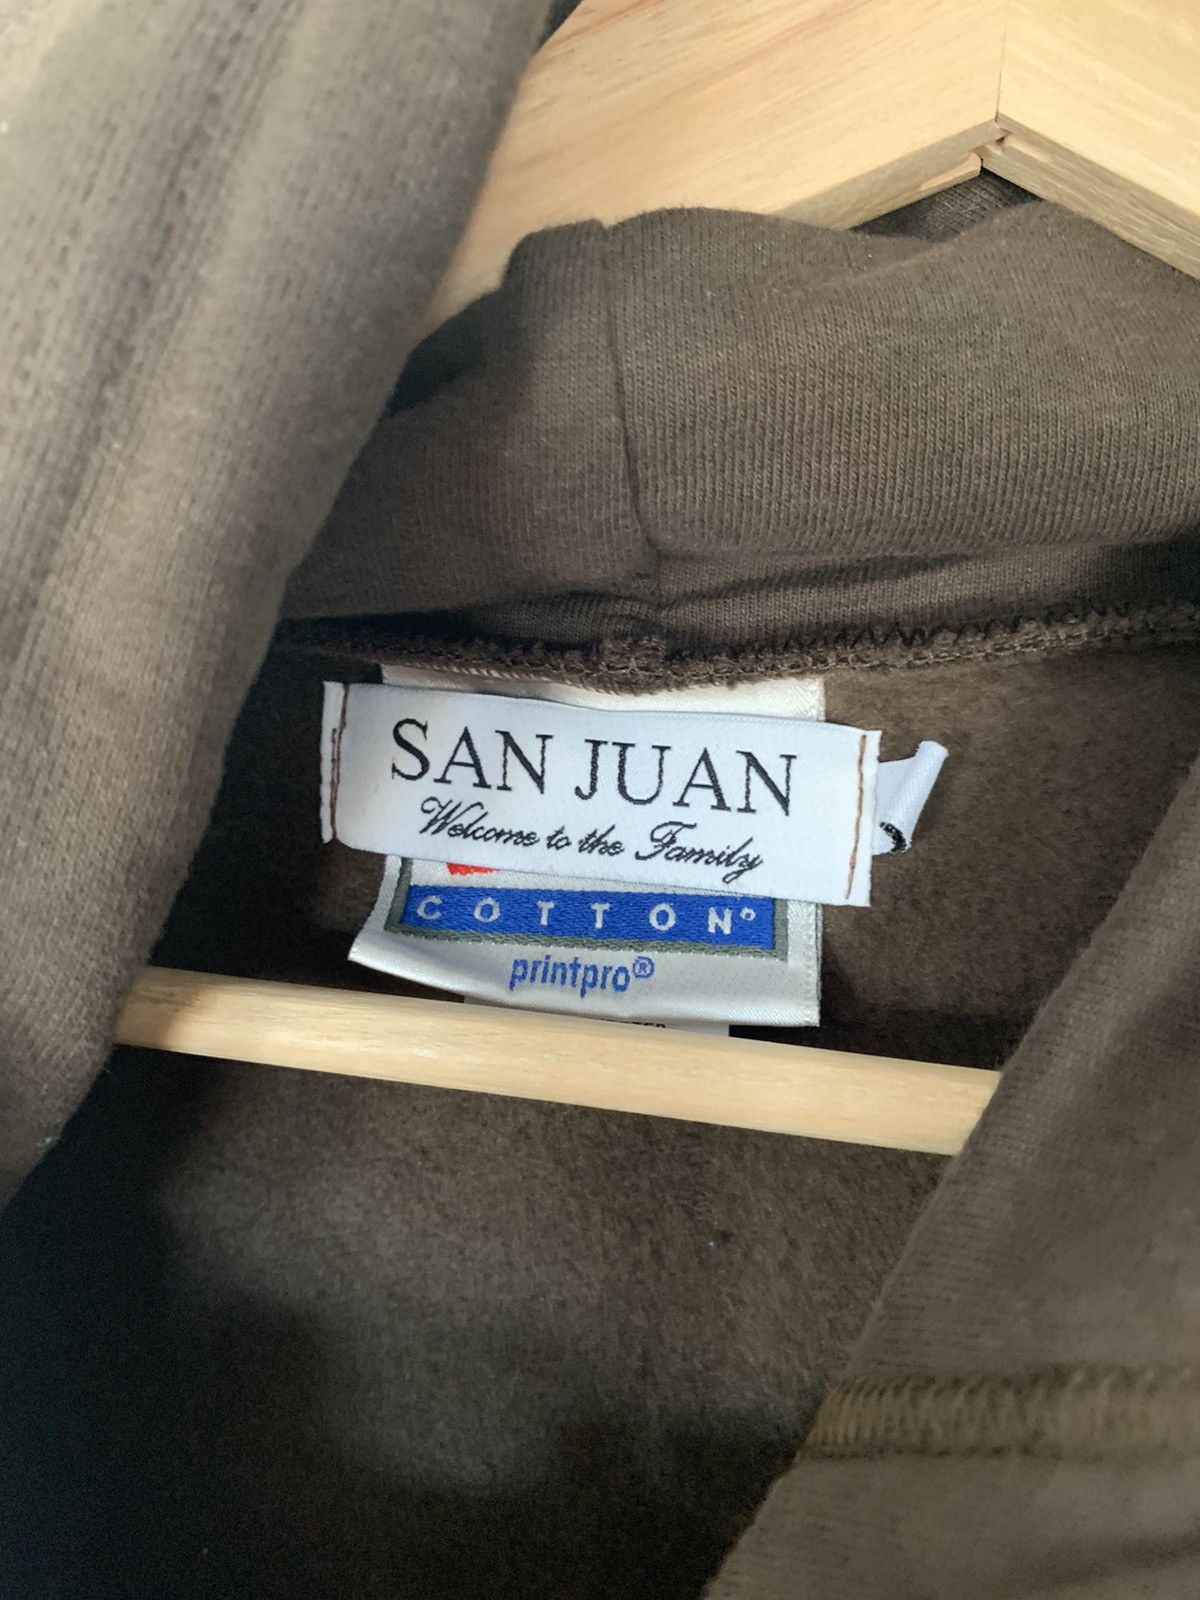 SAN JUAN
Welcome to the Family
COTTON®
printpro®